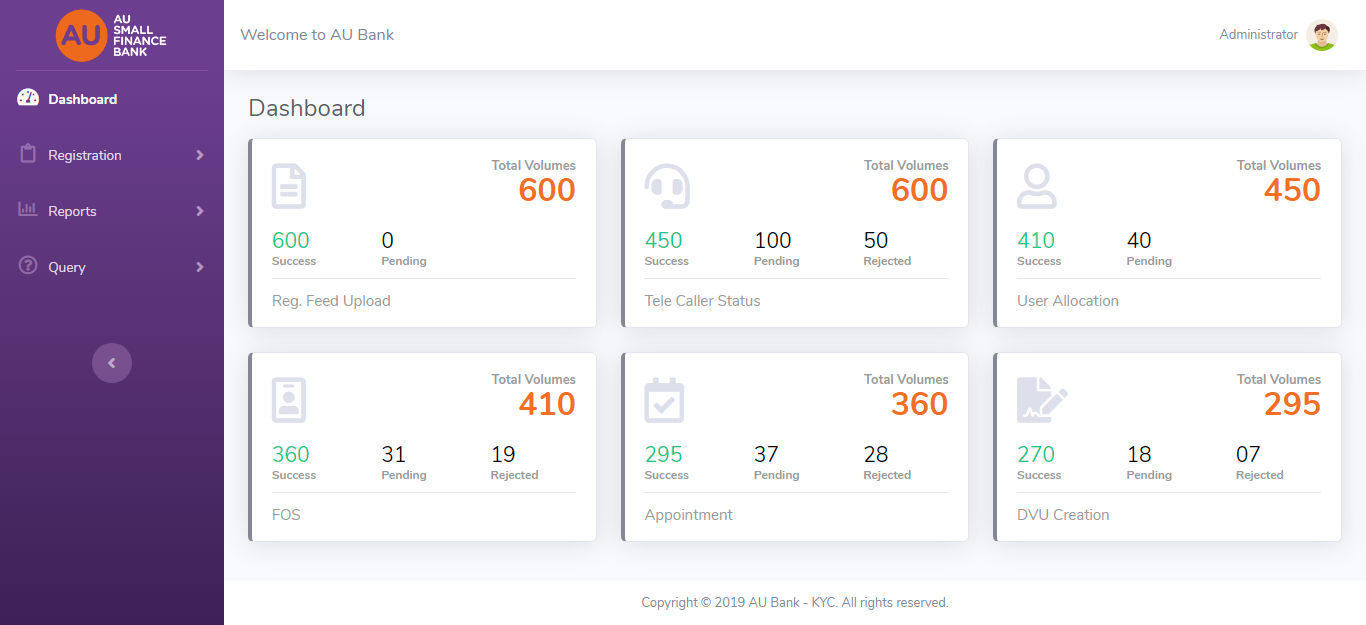 AU
AU
SMALL
FINANCE
BANK
Dashboard
Registration
Reports
Query
Welcome to AU Bank
Administrator
Dashboard
Total Volumes
600
600
0
Success
Pending
Reg. Feed Upload
Total Volumes
600
450
100
50
Success
Pending
Rejected
Tele Caller Status
Total Volumes
450
410
40
Success
Pending
User Allocation
Total Volumes
410
360
31
19
Success
Pending
Rejected
FOS
Total Volumes
360
295
37
28
Success
Pending
Rejected
Appointment
Total Volumes
295
270
18
07
Success
Pending
Rejected
DVU Creation
Copyright © 2019 AU Bank - KYC. All rights reserved.